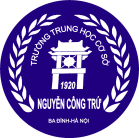 TRƯỜNG TRUNG HỌC CƠ SỞ
1920
NGUYỄN CÔNG TRỨ
BA ĐÌNH-HÀ NỘI